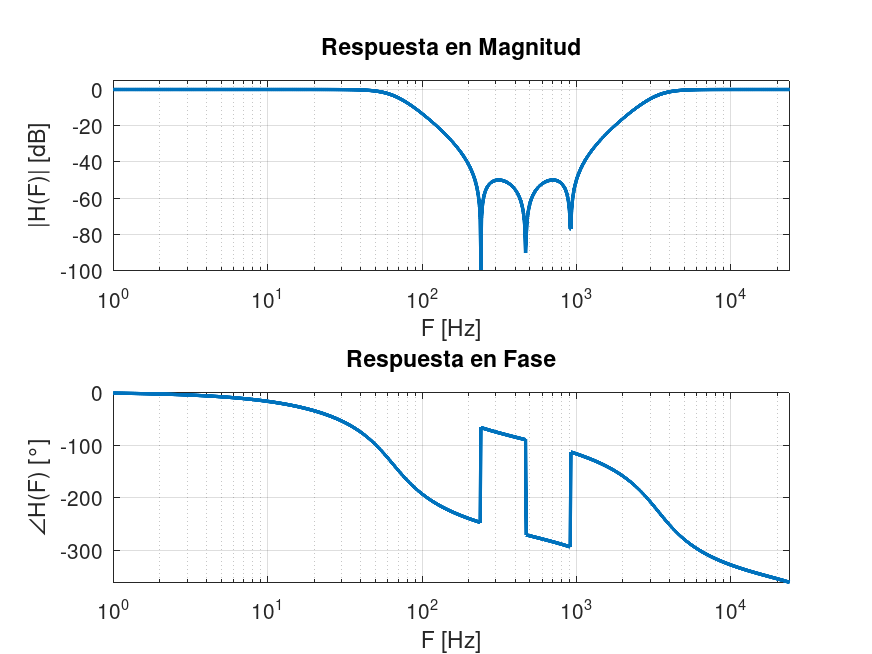 Respuesta en Magnitud
|H(F)| [dB]
0
-20
-40
-60
-80
-100
10^0 10^1 10^2 10^3 10^4
F [Hz]
Respuesta en Fase
∠H(F) [°]
0
-100
-200
-300
10^0 10^1 10^2 10^3 10^4
F [Hz]